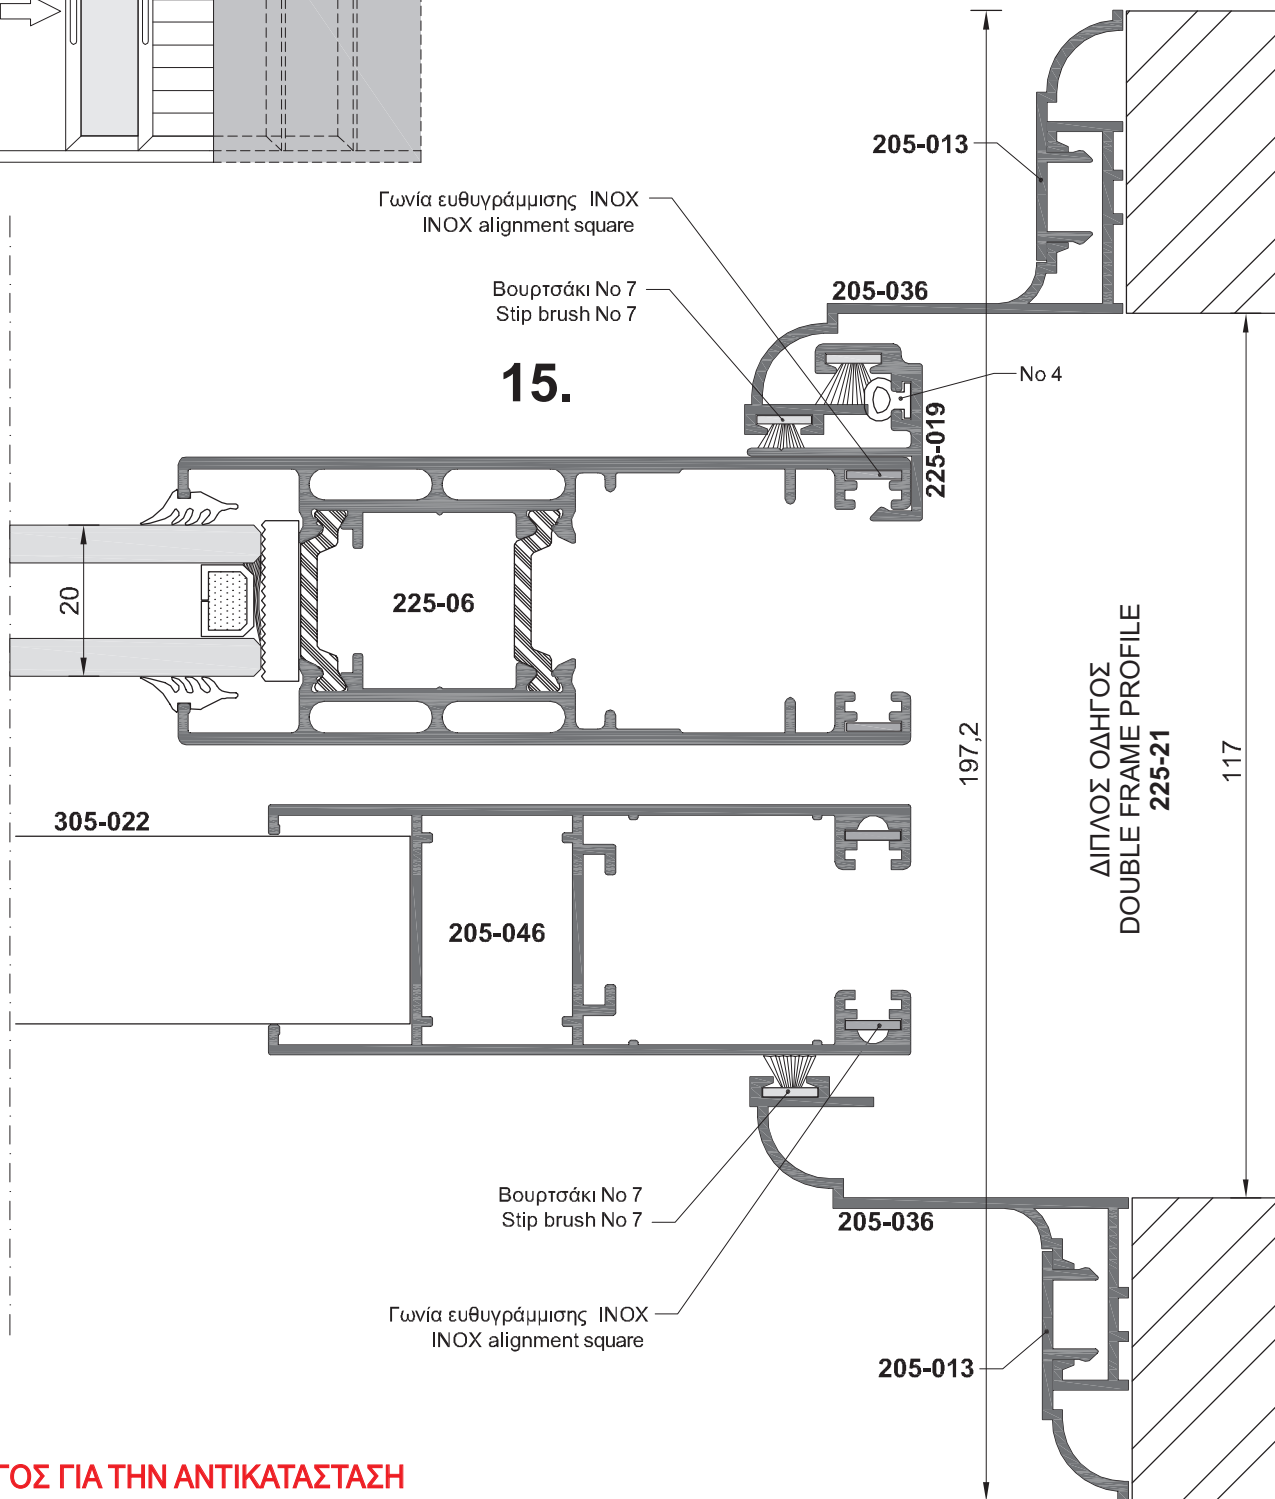 205-013
Γωνία ευθυγράμμισης INOX
INOX alignment square
Βουρτσάκι No 7
Stip brush No 7
205-036
15.
No 4
225-019
225-06
20
197,2
ΔΙΠΛΟΣ ΟΔΗΓΟΣ
DOUBLE FRAME PROFILE
225-21
117
305-022
205-046
Βουρτσάκι No 7
Stip brush No 7
205-036
Γωνία ευθυγράμμισης INOX
INOX alignment square
205-013
ΓΟΣ ΓΙΑ ΤΗΝ ΑΝΤΙΚΑΤΑΣΤΑΣΗ